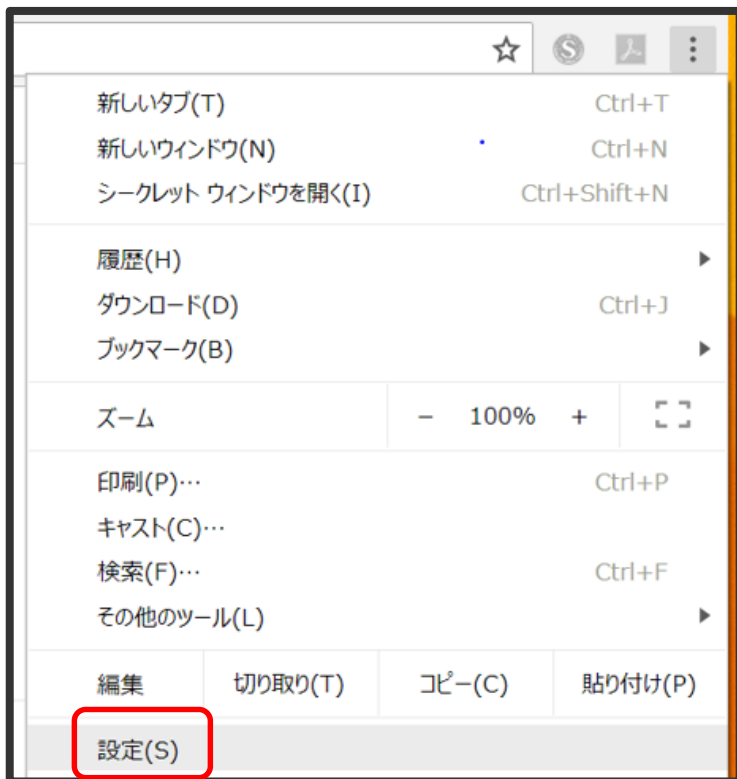 新しいタブ(T) Ctrl+T
新しいウィンドウ(N) Ctrl+N
シークレット ウィンドウを開く(I) Ctrl+Shift+N
履歴(H)
ダウンロード(D) Ctrl+J
ブックマーク(B)
ズーム − 100% +
印刷(P)… Ctrl+P
キャスト(C)…
検索(F)… Ctrl+F
その他のツール(L)
編集 切り取り(T) コピー(C) 貼り付け(P)
設定(S)